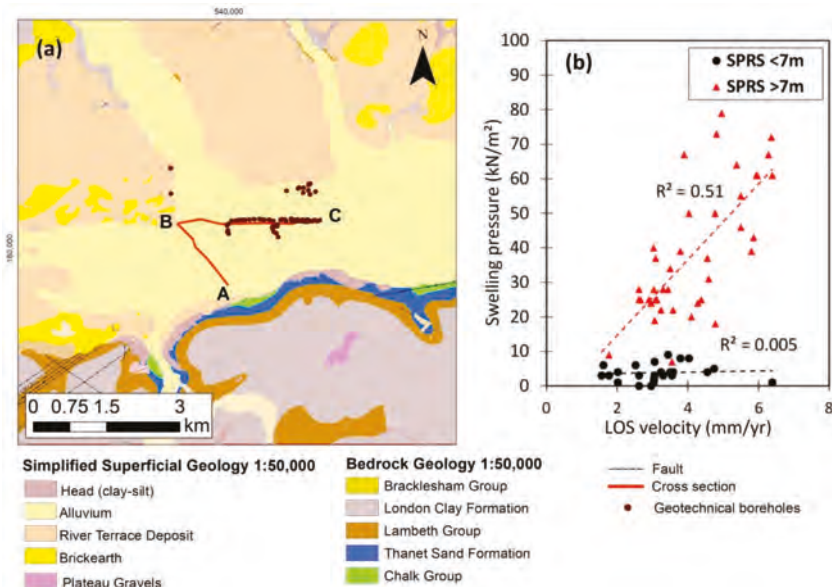 540,000
(a)
N
B
C
A
180,000
0 0.75 1.5 3
km
(b)
SPRS <7m
SPRS >7m
100
90
80
70
60
50
40
30
20
10
0
Swelling pressure (kN/m²)
R² = 0.51
R² = 0.005
0 2 4 6 8
LOS velocity (mm/yr)
Simplified Superficial Geology 1:50,000
Head (clay-silt)
Alluvium
River Terrace Deposit
Brickearth
Plateau Gravels
Bedrock Geology 1:50,000
Bracklesham Group
London Clay Formation
Lambeth Group
Thanet Sand Formation
Chalk Group
Fault
Cross section
Geotechnical boreholes